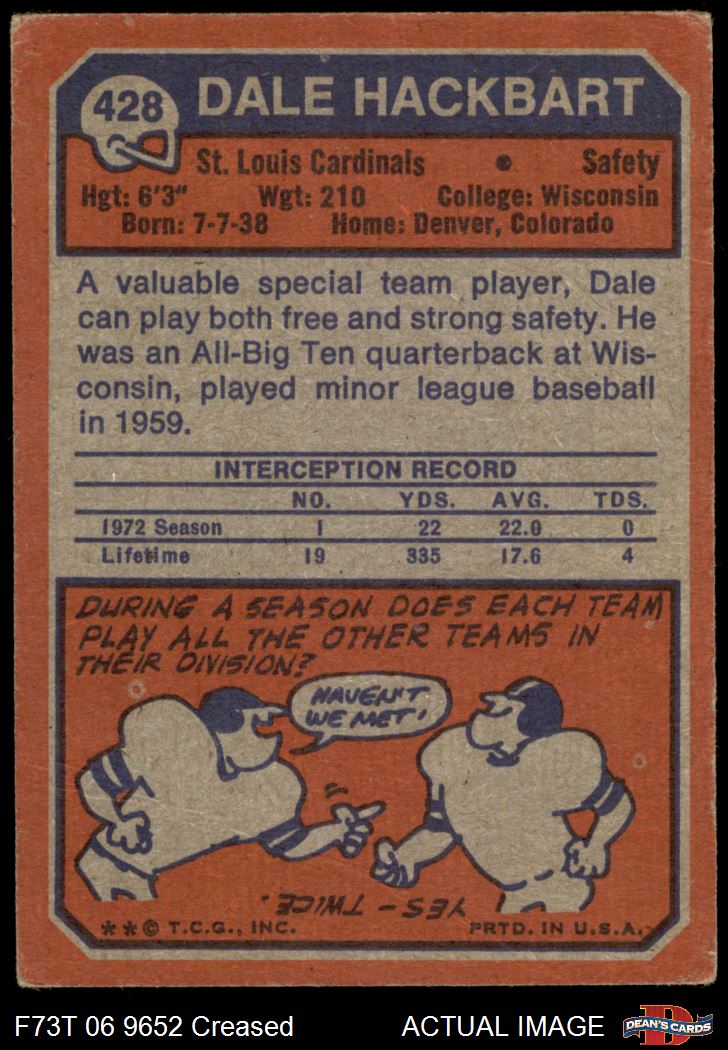 428 DALE HACKBART
St. Louis Cardinals • Safety
Hgt: 6'3" Wgt: 210 College: Wisconsin
Born: 7-7-38 Home: Denver, Colorado
A valuable special team player, Dale
can play both free and strong safety. He
was an All-Big Ten quarterback at Wis-
consin, played minor league baseball
in 1959.
INTERCEPTION RECORD
NO. YDS. AVG. TDS.
1972 Season 1 22 22.0 0
Lifetime 19 335 17.6 4
DURING A SEASON DOES EACH TEAM
PLAY ALL THE OTHER TEAMS IN
THEIR DIVISION?
HAVEN'T
WE MET?
YES - TWICE.
** © T.C.G., INC. PRTD. IN U.S.A.
F73T 06 9652 Creased ACTUAL IMAGE
D
DEAN'S CARDS